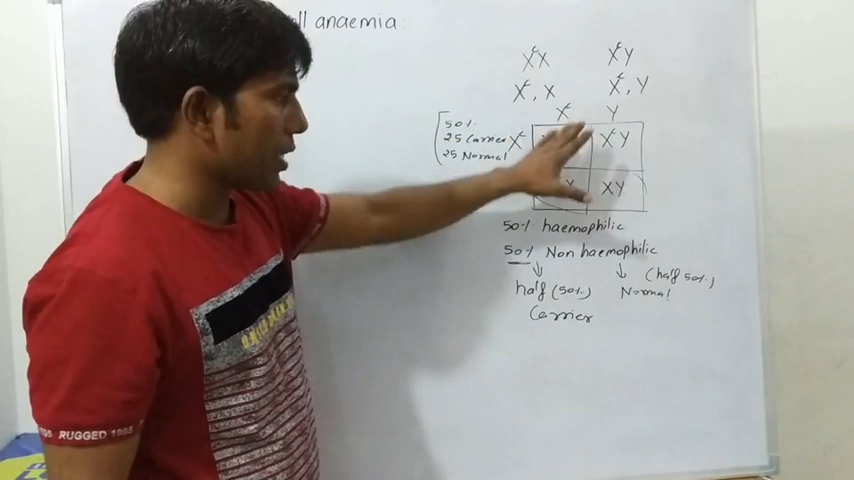 ll anaemia
XᶜX XᶜY
Xᶜ, X Xᶜ, Y
Xᶜ Y
50%
25 Carrier
25 Normal
Xᶜ XᶜY
XY
50% haemophilic
50% Non haemophilic
half (50%) Normal (half 50%)
Carrier
RUGGED